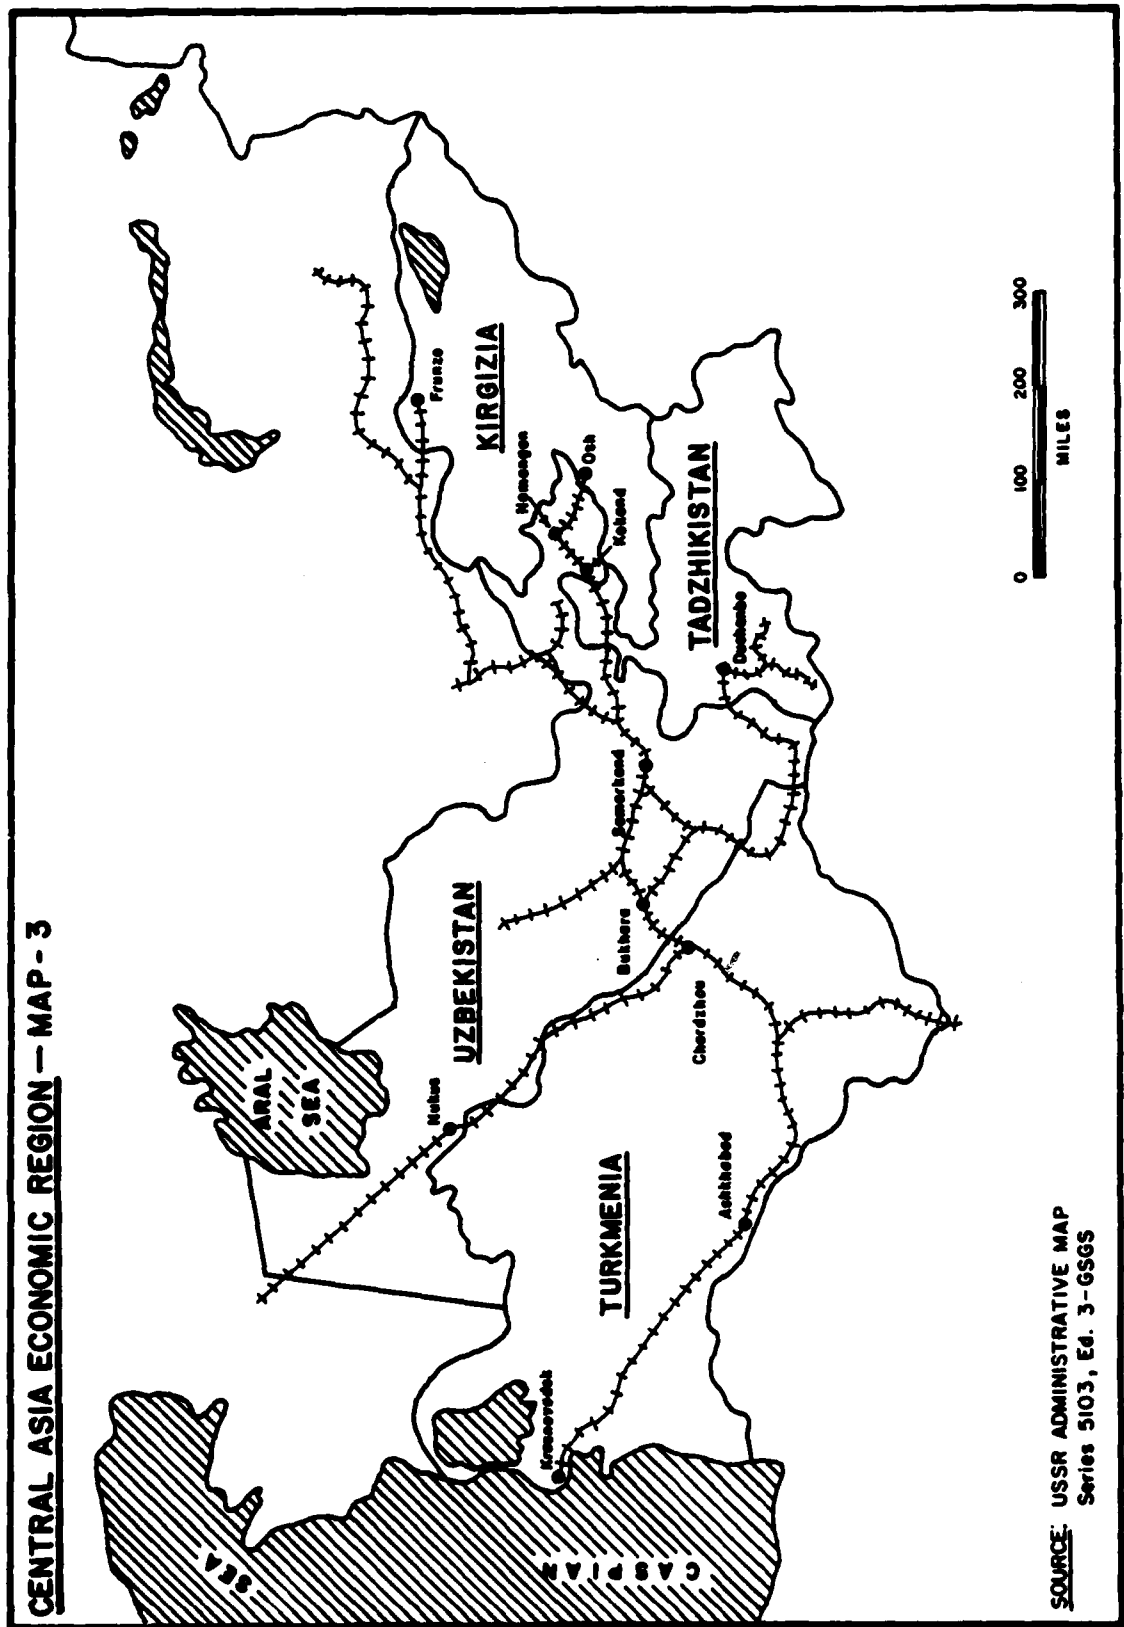 CENTRAL ASIA ECONOMIC REGION — MAP-3
ARAL
SEA
CASPIAN
SEA
UZBEKISTAN
KIRGIZIA
TADZHIKISTAN
TURKMENIA
Frunze
Namangan
Osh
Kokand
Dushanbe
Samarkand
Bukhara
Chardzhou
Nukus
Ashkhabad
Krasnovodsk
0 100 200 300
MILES
SOURCE: USSR ADMINISTRATIVE MAP
Series 5103, Ed. 3-GSGS